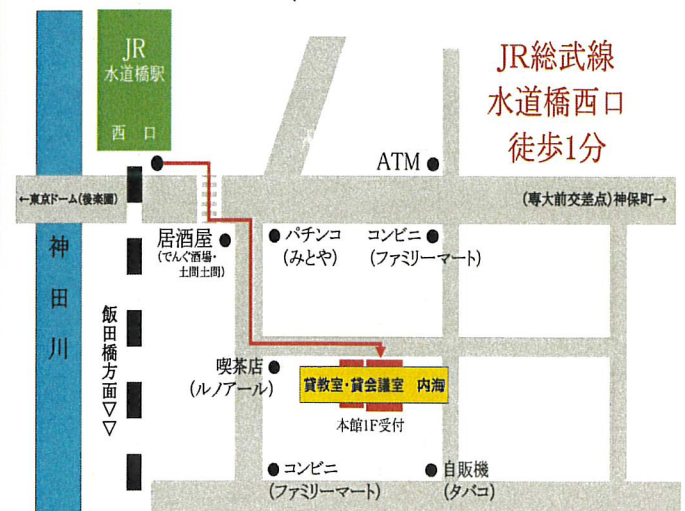 JR
水道橋駅
西 口
JR総武線
水道橋西口
徒歩1分
ATM
←東京ドーム(後楽園)
(専大前交差点)神保町→
神田川
居酒屋
(でんぐ酒場・
土間土間)
パチンコ
(みとや)
コンビニ
(ファミリーマート)
飯田橋方面▽▽
喫茶店
(ルノアール)
貸教室・貸会議室 内海
本館1F受付
コンビニ
(ファミリーマート)
自販機
(タバコ)